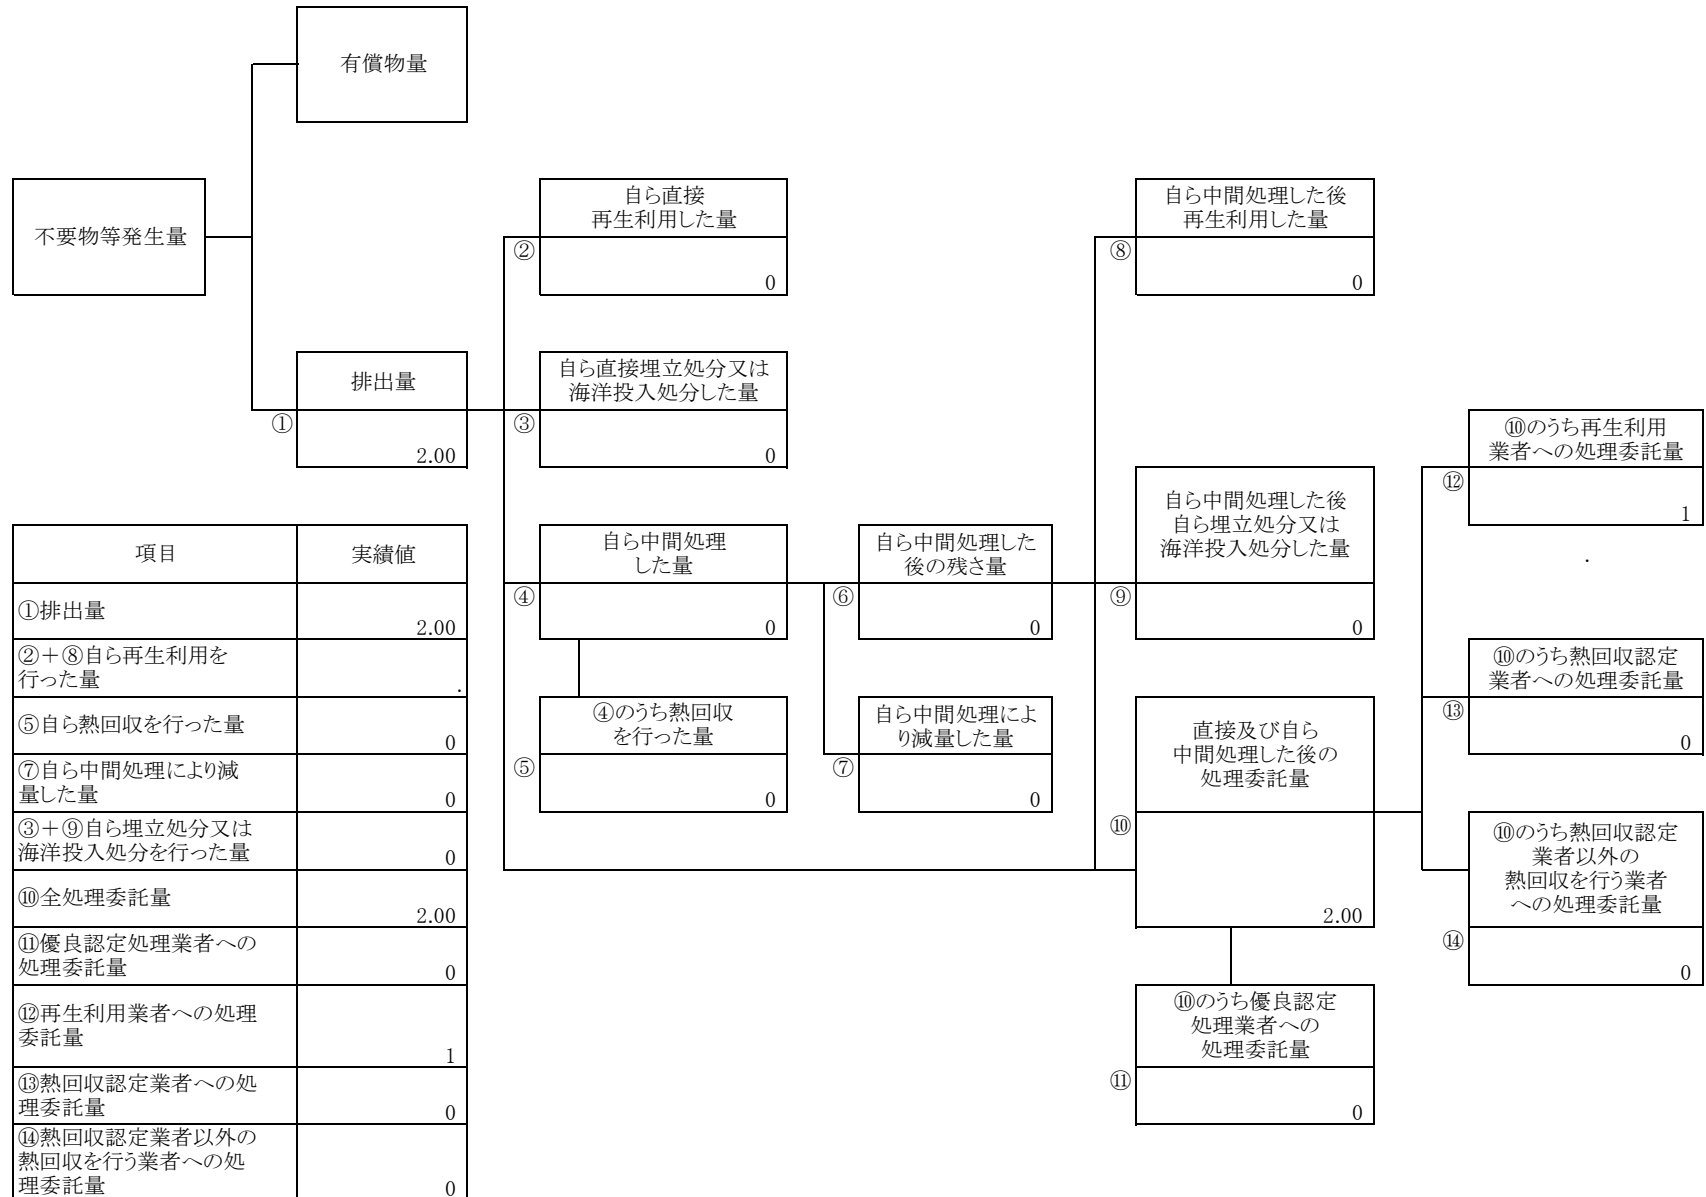 有償物量
不要物等発生量
自ら直接
再生利用した量
②
0
自ら中間処理した後
再生利用した量
⑧
0
排出量
①
2.00
自ら直接埋立処分又は
海洋投入処分した量
③
0
自ら中間処理
した量
④
0
自ら中間処理した
後の残さ量
⑥
0
自ら中間処理した後
自ら埋立処分又は
海洋投入処分した量
⑨
0
⑩のうち再生利用
業者への処理委託量
⑫
1
.
④のうち熱回収
を行った量
⑤
0
自ら中間処理によ
り減量した量
⑦
0
直接及び自ら
中間処理した後の
処理委託量
⑩
2.00
⑩のうち熱回収認定
業者への処理委託量
⑬
0
⑩のうち熱回収認定
業者以外の
熱回収を行う業者
への処理委託量
⑭
0
⑩のうち優良認定
処理業者への
処理委託量
⑪
0
項目 実績値
①排出量
2.00
②+⑧自ら再生利用を
行った量
.
⑤自ら熱回収を行った量
0
⑦自ら中間処理により減
量した量
0
③+⑨自ら埋立処分又は
海洋投入処分を行った量
0
⑩全処理委託量
2.00
⑪優良認定処理業者への
処理委託量
0
⑫再生利用業者への処理
委託量
1
⑬熱回収認定業者への処
理委託量
0
⑭熱回収認定業者以外の
熱回収を行う業者への処
理委託量
0